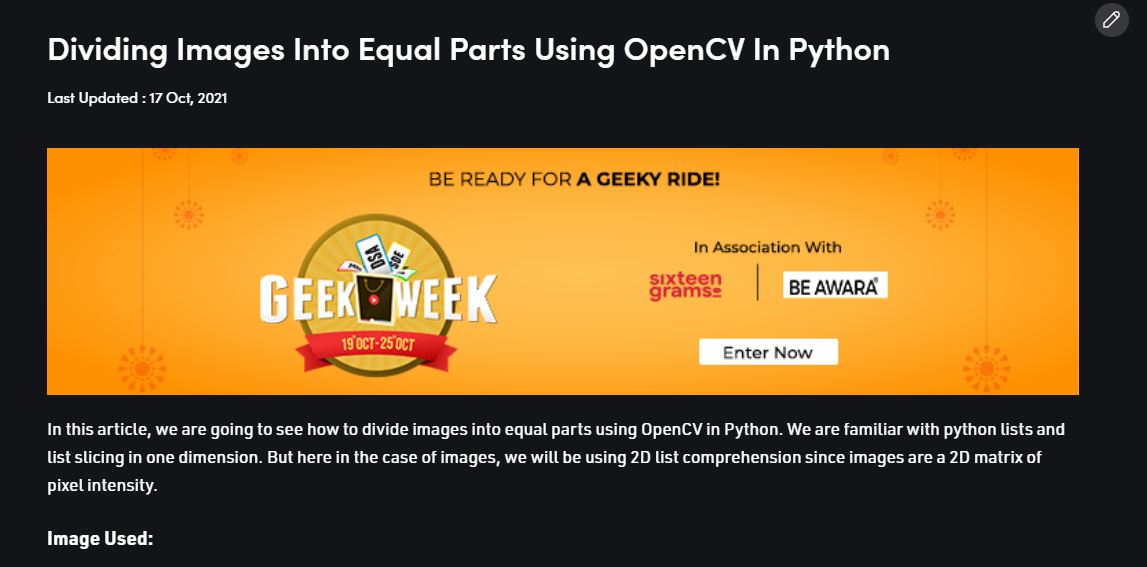 Dividing Images Into Equal Parts Using OpenCV In Python
Last Updated : 17 Oct, 2021
BE READY FOR A GEEKY RIDE!
DSA
SDE
GEEK WEEK
19 OCT-25 OCT
In Association With
sixteen
grams
BE AWARA®
Enter Now
In this article, we are going to see how to divide images into equal parts using OpenCV in Python. We are familiar with python lists and
list slicing in one dimension. But here in the case of images, we will be using 2D list comprehension since images are a 2D matrix of
pixel intensity.
Image Used: